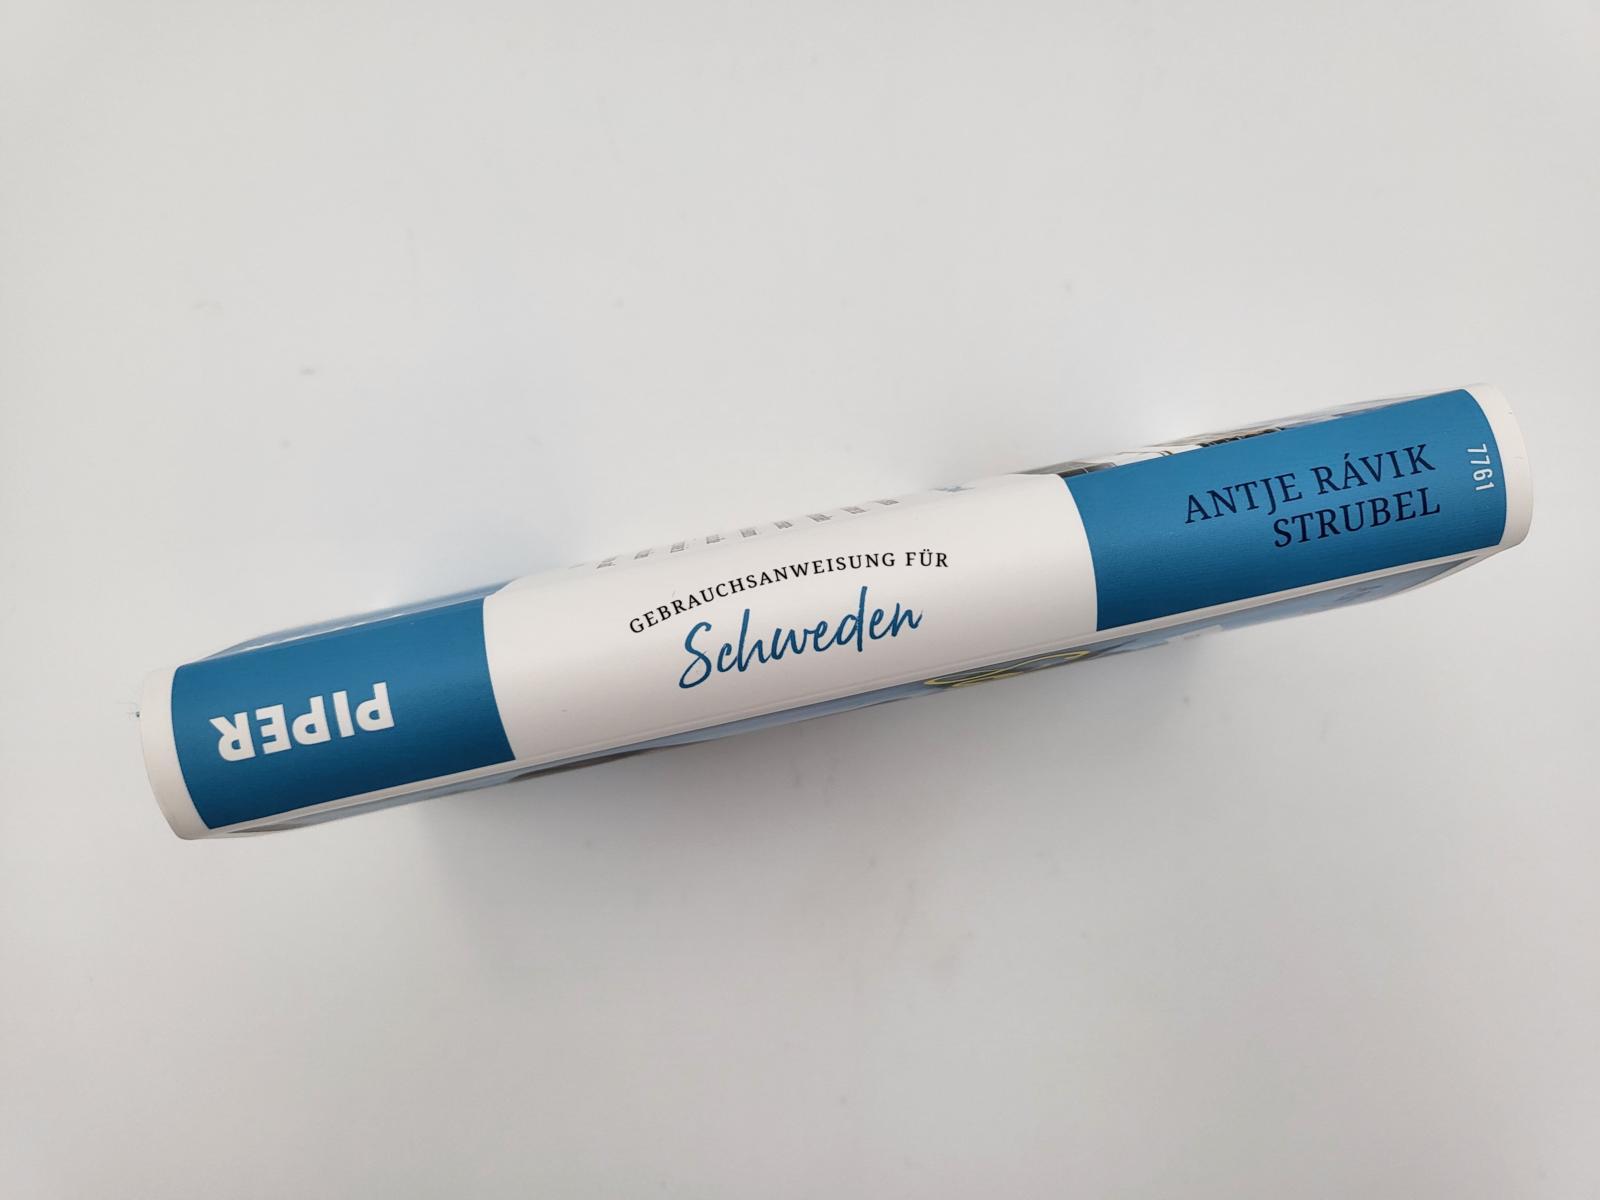 GEBRAUCHSANWEISUNG FÜR
Schweden
ANTJE RÁVIK
STRUBEL
7761
PIPER